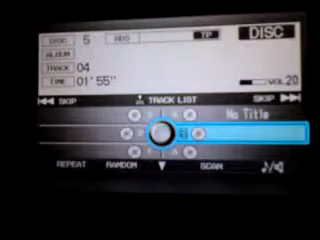 DISC 5 RDS TP DISC
ALBUM
TRACK 04
TIME 01'55" VOL 20
SKIP TRACK LIST SKIP
No Title
REPEAT RANDOM SCAN